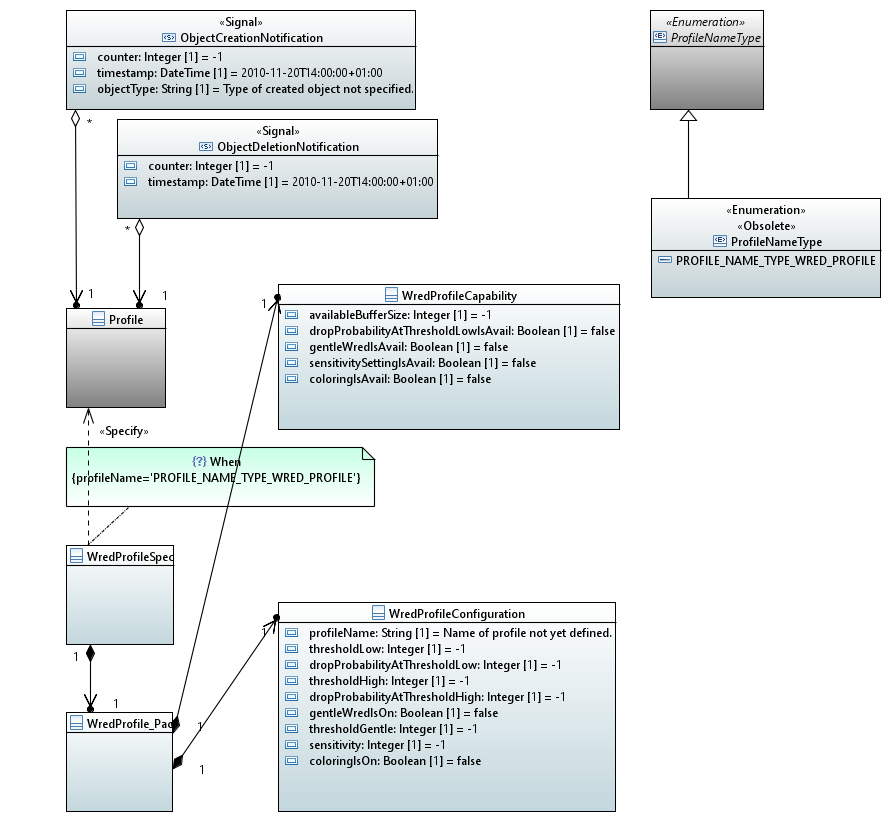 «Signal»
ObjectCreationNotification
counter: Integer [1] = -1
timestamp: DateTime [1] = 2010-11-20T14:00:00+01:00
objectType: String [1] = Type of created object not specified.
*
«Signal»
ObjectDeletionNotification
counter: Integer [1] = -1
timestamp: DateTime [1] = 2010-11-20T14:00:00+01:00
*
«Enumeration»
ProfileNameType
«Enumeration»
«Obsolete»
ProfileNameType
PROFILE_NAME_TYPE_WRED_PROFILE
1
1
Profile
1
WredProfileCapability
availableBufferSize: Integer [1] = -1
dropProbabilityAtThresholdLowIsAvail: Boolean [1] = false
gentleWredIsAvail: Boolean [1] = false
sensitivitySettingIsAvail: Boolean [1] = false
coloringIsAvail: Boolean [1] = false
«Specify»
{?} When
{profileName='PROFILE_NAME_TYPE_WRED_PROFILE'}
WredProfileSpec
1
1
WredProfile_Pac
1
1
1
WredProfileConfiguration
profileName: String [1] = Name of profile not yet defined.
thresholdLow: Integer [1] = -1
dropProbabilityAtThresholdLow: Integer [1] = -1
thresholdHigh: Integer [1] = -1
dropProbabilityAtThresholdHigh: Integer [1] = -1
gentleWredIsOn: Boolean [1] = false
thresholdGentle: Integer [1] = -1
sensitivity: Integer [1] = -1
coloringIsOn: Boolean [1] = false